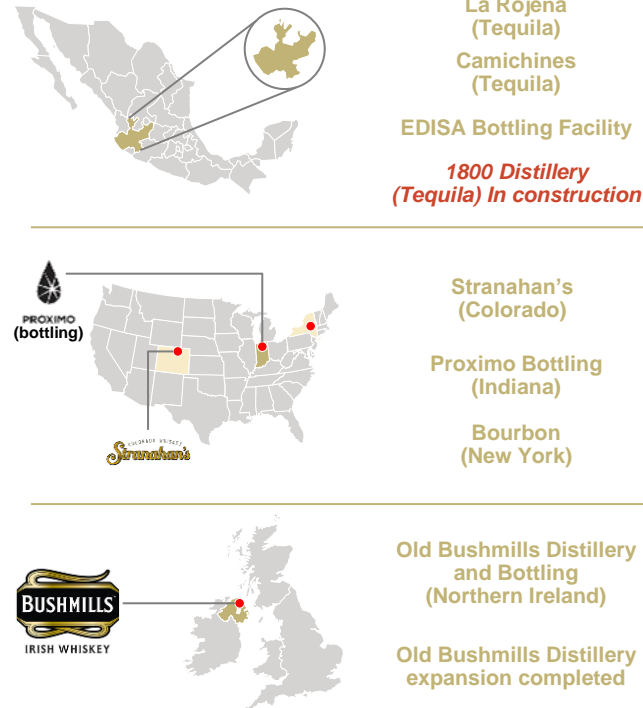 La Rojeña
(Tequila)
Camichines
(Tequila)
EDISA Bottling Facility
1800 Distillery
(Tequila) In construction
PROXIMO
(bottling)
COLORADO WHISKEY
Stranahan's
Stranahan's
(Colorado)
Proximo Bottling
(Indiana)
Bourbon
(New York)
BUSHMILLS
IRISH WHISKEY
Old Bushmills Distillery
and Bottling
(Northern Ireland)
Old Bushmills Distillery
expansion completed